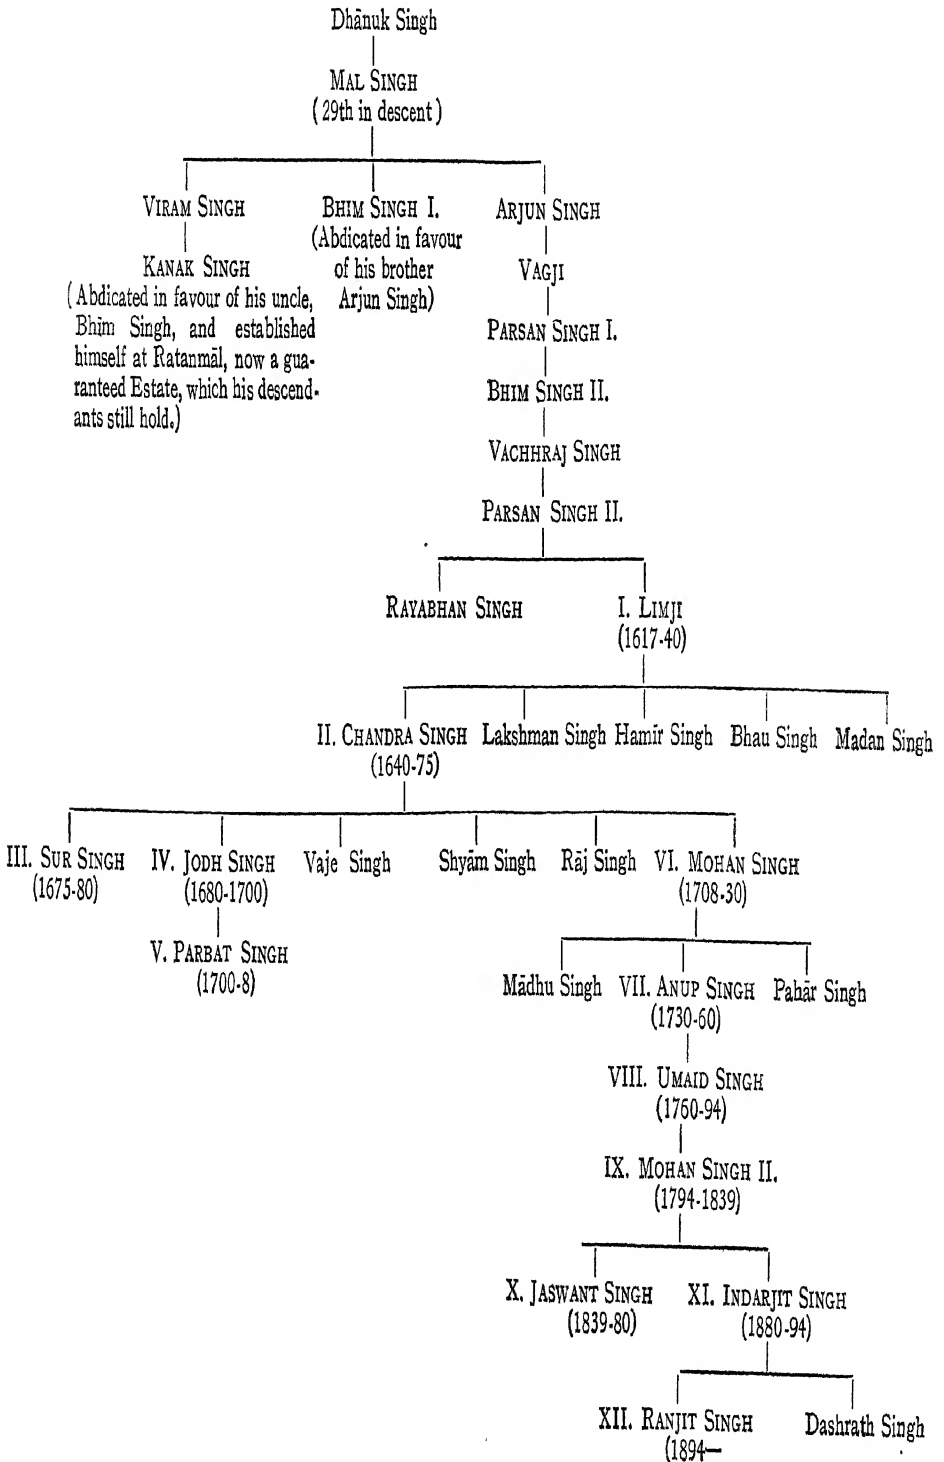 Dhānuk Singh
MAL SINGH
(29th in descent)
VIRAM SINGH
KANAK SINGH
(Abdicated in favour of his uncle,
Bhīm Singh, and established
himself at Ratanmāl, now a gua-
ranteed Estate, which his descend-
ants still hold.)
BHIM SINGH I.
(Abdicated in favour
of his brother
Arjun Singh)
ARJUN SINGH
VAGJI
PARSAN SINGH I.
BHIM SINGH II.
VACHHRAJ SINGH
PARSAN SINGH II.
RAYABHAN SINGH
I. LIMJI
(1617-40)
II. CHANDRA SINGH
(1640-75)
Lakshman Singh
Hamīr Singh
Bhau Singh
Madan Singh
III. SUR SINGH
(1675-80)
IV. JODH SINGH
(1680-1700)
V. PARBAT SINGH
(1700-8)
Vaje Singh
Shyām Singh
Rāj Singh
VI. MOHAN SINGH
(1708-30)
Mādhu Singh
VII. ANUP SINGH
(1730-60)
Pahār Singh
VIII. UMAID SINGH
(1760-94)
IX. MOHAN SINGH II.
(1794-1839)
X. JASWANT SINGH
(1839-80)
XI. INDARJIT SINGH
(1880-94)
XII. RANJIT SINGH
(1894—
Dashrath Singh